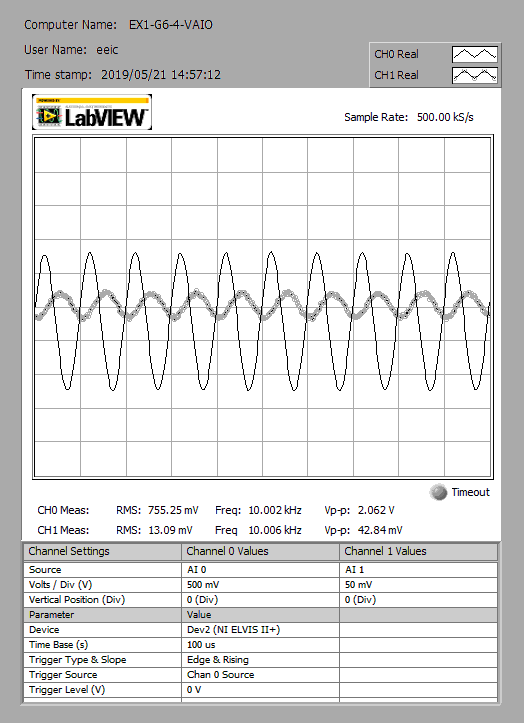 Computer Name: EX1-G6-4-VAIO
User Name: eeic
Time stamp: 2019/05/21 14:57:12
CH0 Real
CH1 Real
POWERED BY
LabVIEW
Sample Rate: 500.00 kS/s
Timeout
CH0 Meas: RMS: 755.25 mV Freq: 10.002 kHz Vp-p: 2.062 V
CH1 Meas: RMS: 13.09 mV Freq 10.006 kHz Vp-p: 42.84 mV
Channel Settings Channel 0 Values Channel 1 Values
Source AI 0 AI 1
Volts / Div (V) 500 mV 50 mV
Vertical Position (Div) 0 (Div) 0 (Div)
Parameter Value
Device Dev2 (NI ELVIS II+)
Time Base (s) 100 us
Trigger Type & Slope Edge & Rising
Trigger Source Chan 0 Source
Trigger Level (V) 0 V